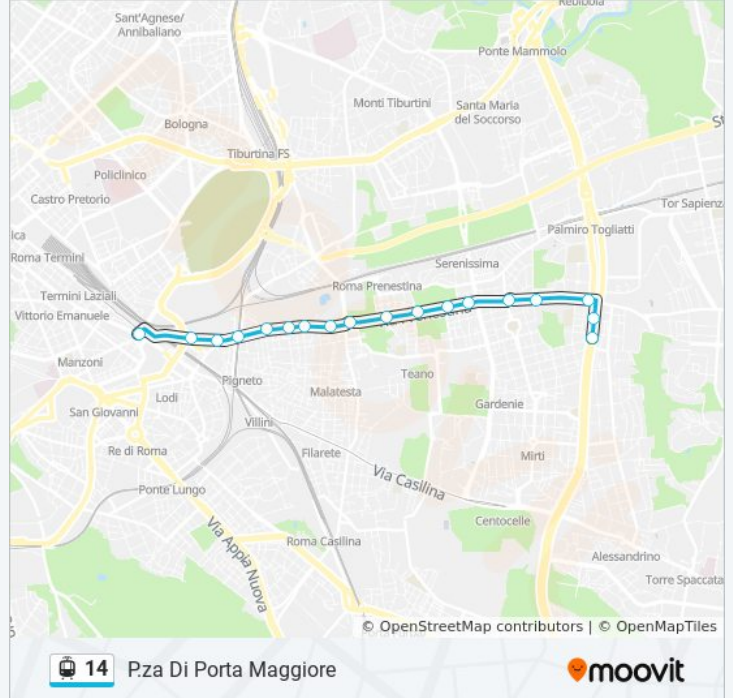 Rebibbia
Sant'Agnese/
Annibaliano
Ponte Mammolo
Monti Tiburtini
Santa Maria
del Soccorso
St
Bologna
Tiburtina FS
Policlinico
Castro Pretorio
Tor Sapienz
ica
Palmiro Togliatti
Roma Termini
Serenissima
Roma Prenestina
Termini Laziali
Vittorio Emanuele
Manzoni
Pigneto
Teano
Malatesta
Lodi
Gardenie
San Giovanni
Villini
Re di Roma
Filarete
Mirti
Via Casilina
Ponte Lungo
Centocelle
Via Appia Nuova
Roma Casilina
Alessandrino
Torre Spaccata
© OpenStreetMap contributors | © OpenMapTiles
14 P.za Di Porta Maggiore
moovit